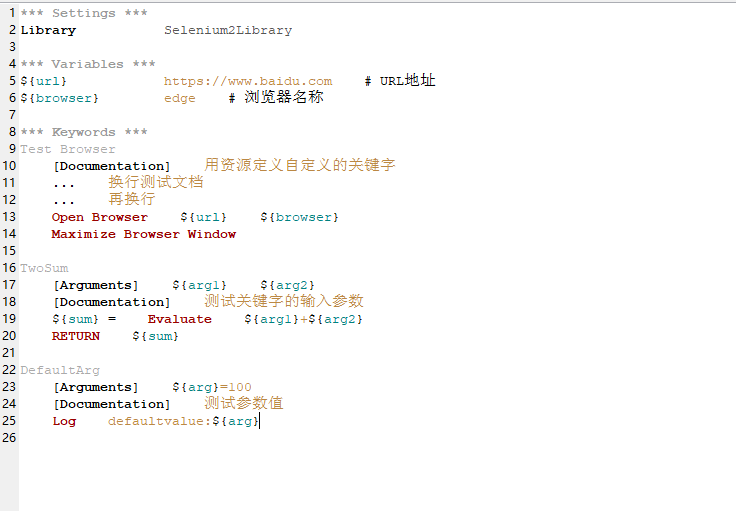 1 *** Settings ***
2 Library           Selenium2Library
3
4 *** Variables ***
5 ${url}            https://www.baidu.com    # URL地址
6 ${browser}        edge    # 浏览器名称
7
8 *** Keywords ***
9 Test Browser
10     [Documentation]    用资源定义自定义的关键字
11     ...    换行测试文档
12     ...    再换行
13     Open Browser    ${url}    ${browser}
14     Maximize Browser Window
15
16 TwoSum
17     [Arguments]    ${arg1}    ${arg2}
18     [Documentation]    测试关键字的输入参数
19     ${sum} =    Evaluate    ${arg1}+${arg2}
20     RETURN    ${sum}
21
22 DefaultArg
23     [Arguments]    ${arg}=100
24     [Documentation]    测试参数值
25     Log    defaultvalue:${arg}
26